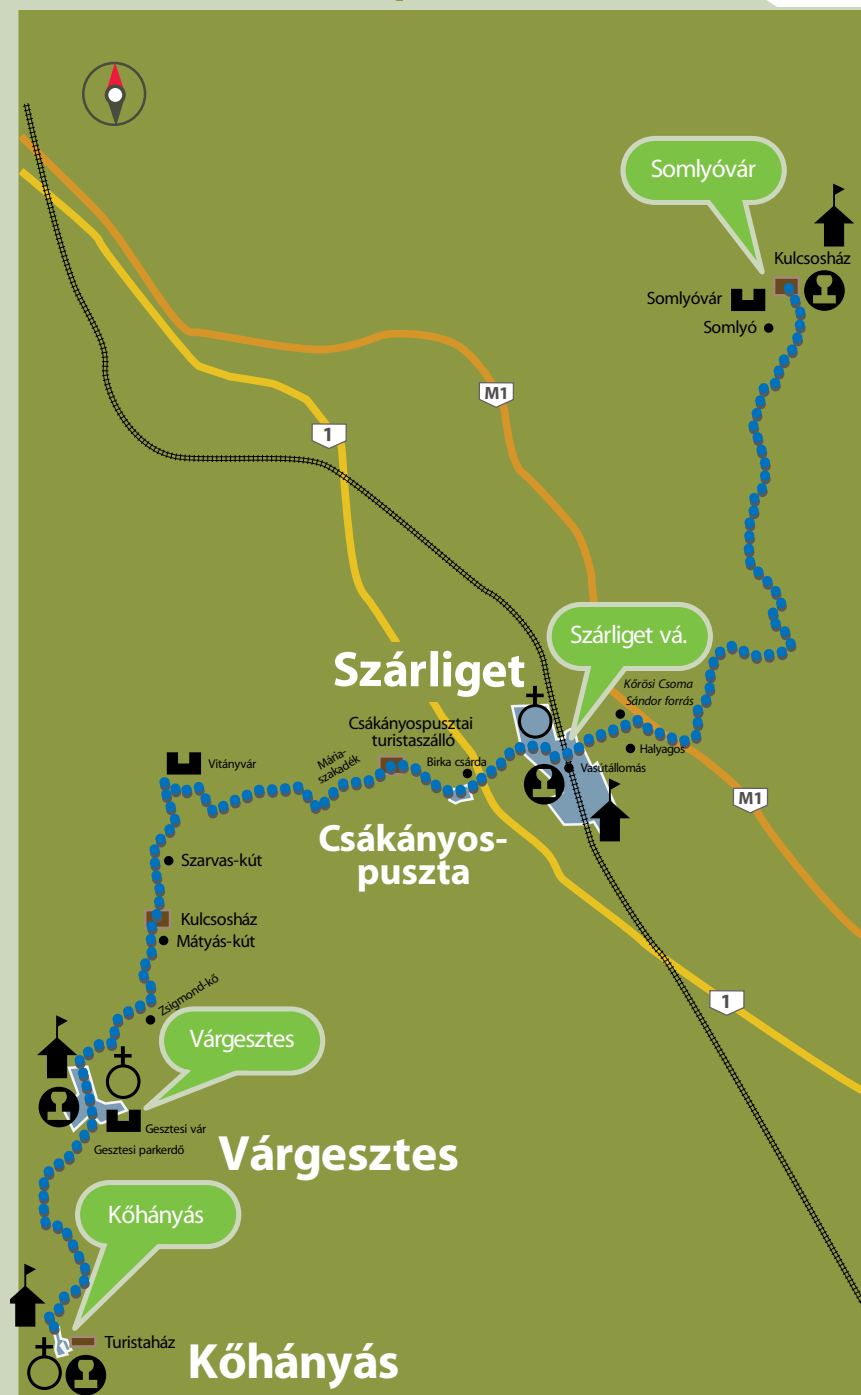 Somlyóvár
Kulcsosház
Somlyóvár
Somlyó
M1
1
Szárliget vá.
Szárliget
Kőrösi Csoma
Sándor forrás
Halyagos
Csákányospusztai
turistaszálló
Mária-
szakadék
Birka csárda
Vasútállomás
Vitányvár
M1
Csákányos-
puszta
Szarvas-kút
Kulcsosház
Mátyás-kút
Zsigmond-kő
1
Várgesztes
Gesztesi vár
Gesztesi parkerdő
Várgesztes
Kőhányás
Turistaház
Kőhányás